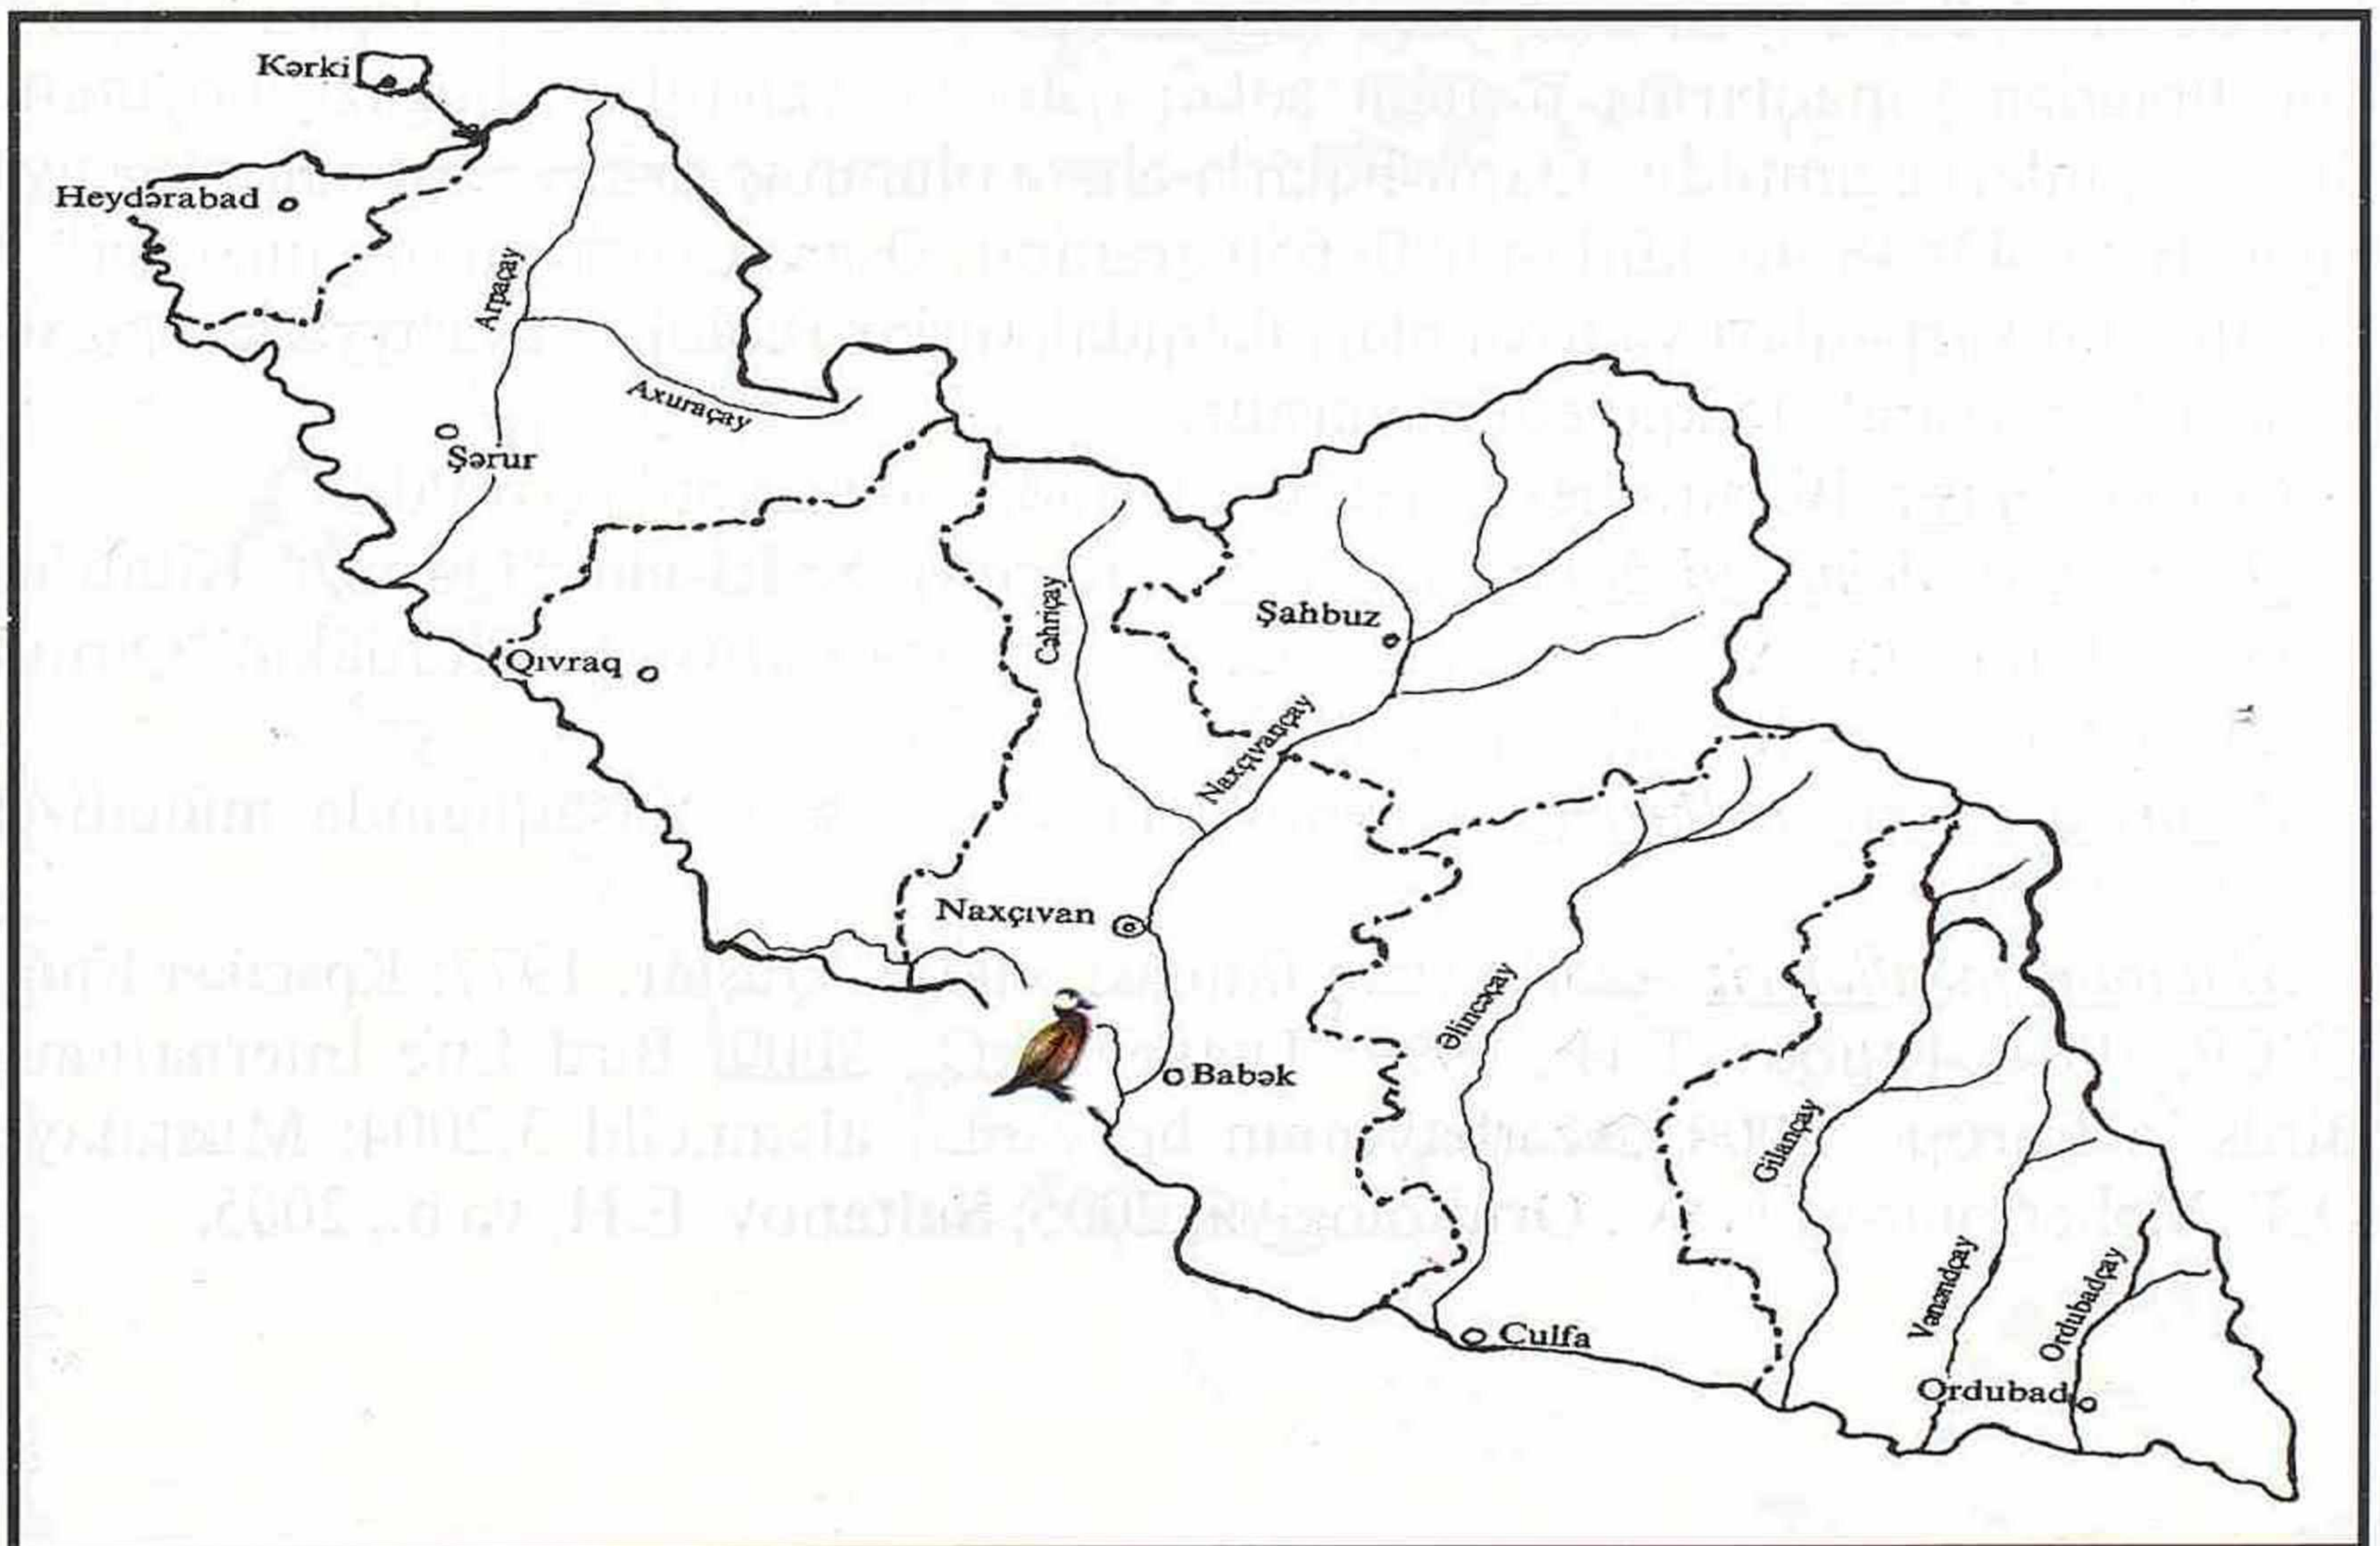 Kərki
Heydərabad
Arpaçay
Axuraçay
Şərur
Qıvraq
Cəhriçay
Şahbuz
Naxçıvançay
Naxçıvan
Əlincəçay
Babək
Gilançay
Vənəndçay
Ordubadçay
Culfa
Ordubad